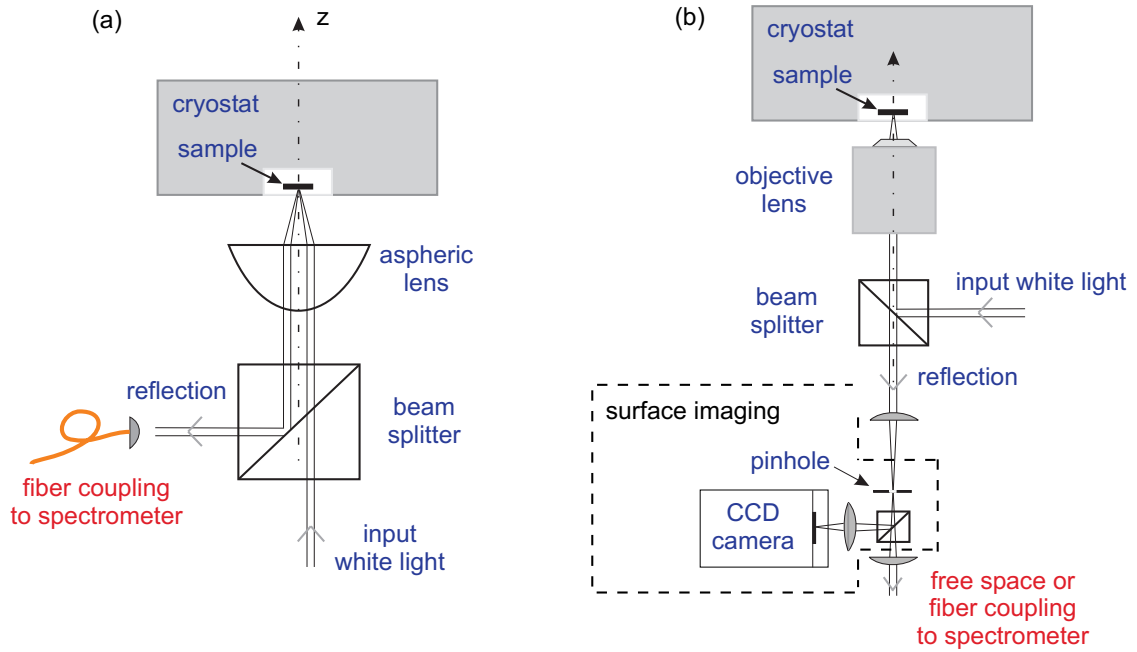 (a)
z
cryostat
sample
aspheric
lens
reflection
beam
splitter
fiber coupling
to spectrometer
input
white light
(b)
cryostat
sample
objective
lens
input white light
beam
splitter
reflection
surface imaging
pinhole
CCD
camera
free space or
fiber coupling
to spectrometer